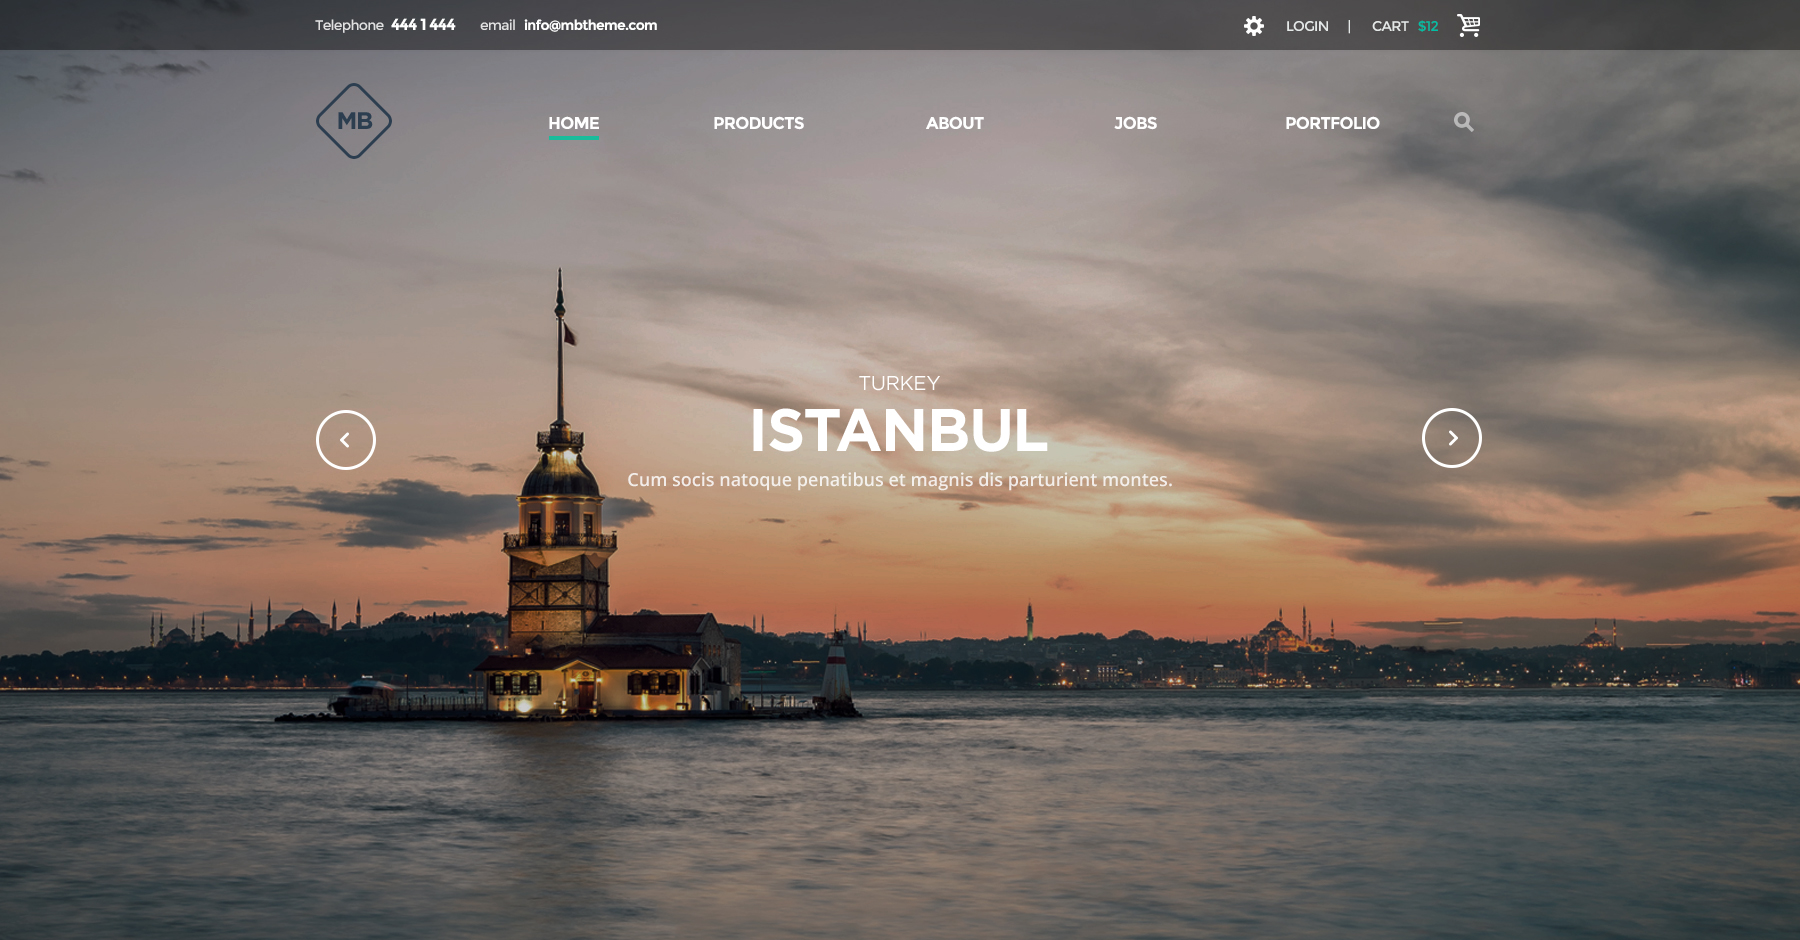 Telephone 444 1 444 email info@mbtheme.com LOGIN | CART $12
MB HOME PRODUCTS ABOUT JOBS PORTFOLIO
TURKEY
ISTANBUL
Cum socis natoque penatibus et magnis dis parturient montes.